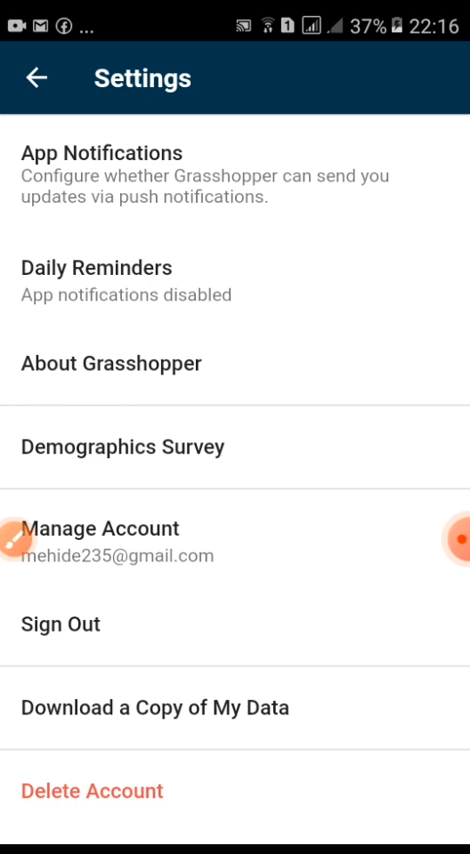 ... 1 37% 22:16
Settings
App Notifications
Configure whether Grasshopper can send you
updates via push notifications.
Daily Reminders
App notifications disabled
About Grasshopper
Demographics Survey
Manage Account
mehide235@gmail.com
Sign Out
Download a Copy of My Data
Delete Account